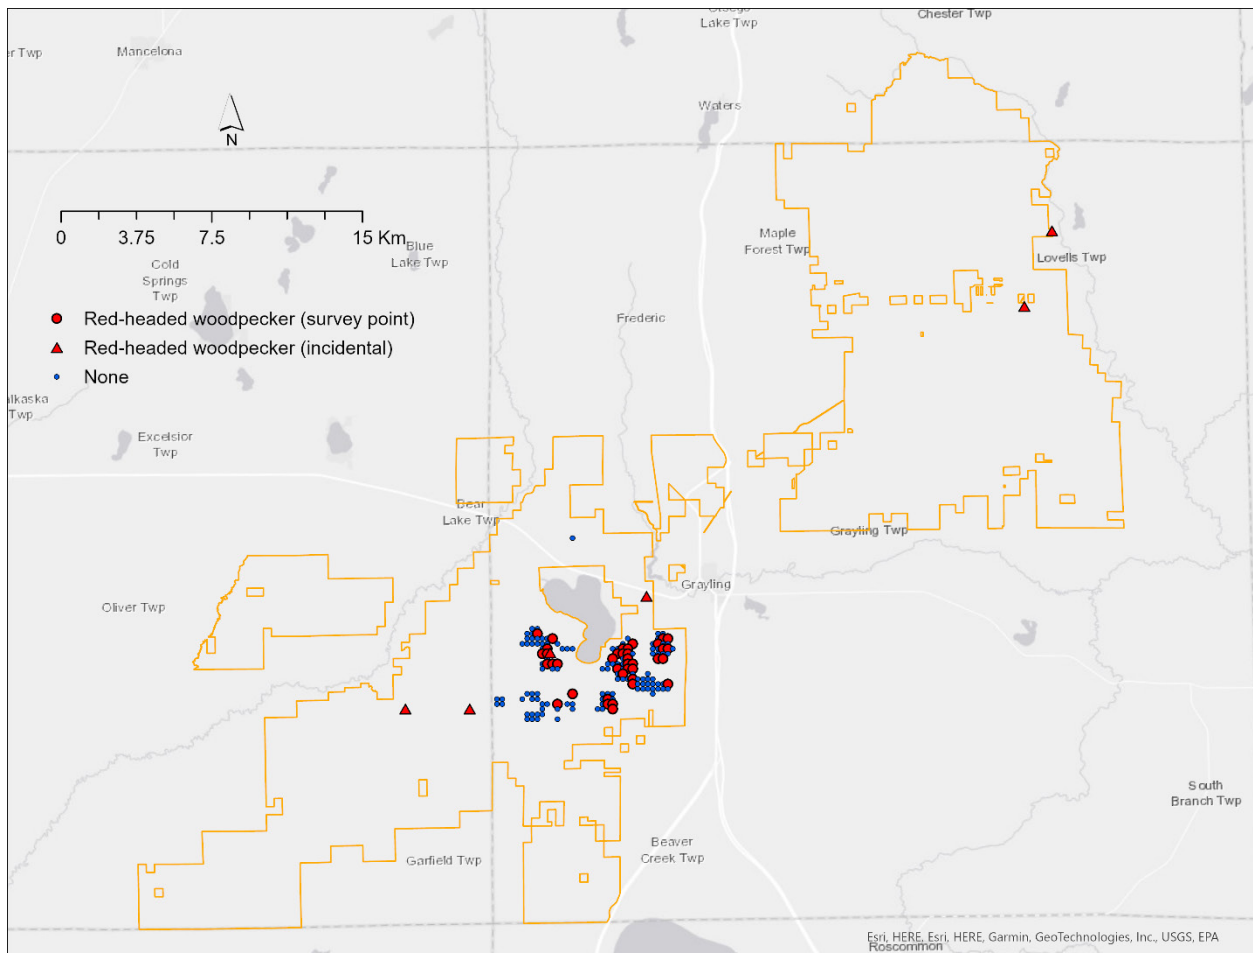 Otsego
Lake Twp
Chester Twp
er Twp
Mancelona
Waters
N
0
3.75
7.5
15 Km
Blue
Lake Twp
Maple
Forest Twp
Lovells Twp
Cold
Springs
Twp
Frederic
Red-headed woodpecker (survey point)
Red-headed woodpecker (incidental)
None
alkaska
Twp
Excelsior
Twp
Bear
Lake Twp
Grayling Twp
Grayling
Oliver Twp
South
Branch Twp
Beaver
Creek Twp
Garfield Twp
Esri, HERE, Esri, HERE, Garmin, GeoTechnologies, Inc., USGS, EPA
Roscommon